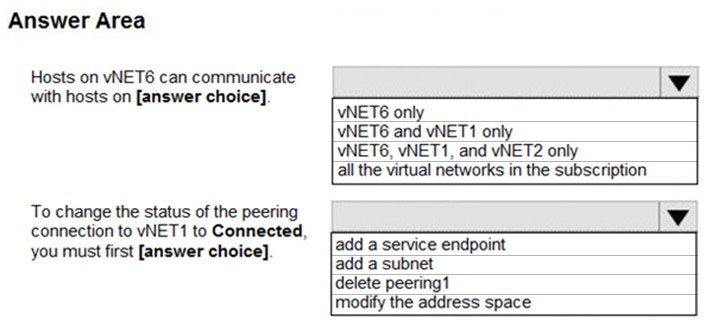 Answer Area
Hosts on vNET6 can communicate
with hosts on [answer choice].
vNET6 only
vNET6 and vNET1 only
vNET6, vNET1, and vNET2 only
all the virtual networks in the subscription
To change the status of the peering
connection to vNET1 to Connected,
you must first [answer choice].
add a service endpoint
add a subnet
delete peering1
modify the address space